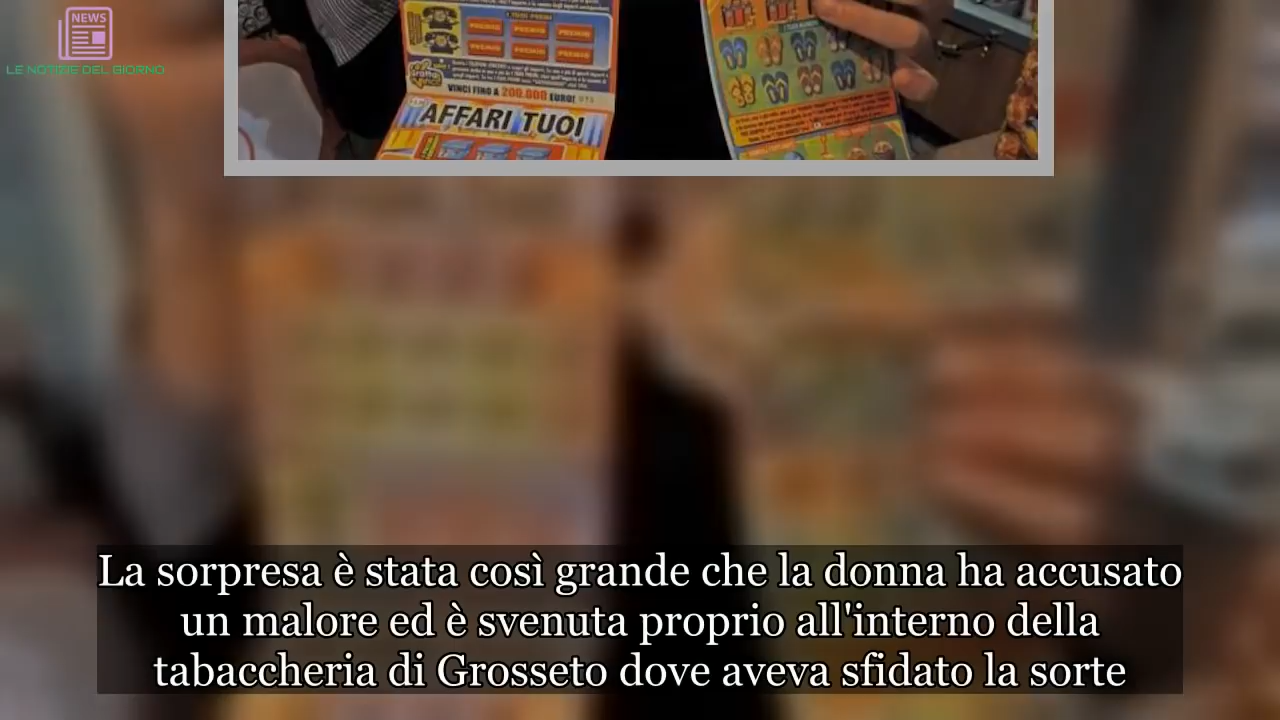 NEWS
LE NOTIZIE DEL GIORNO
I TUOI PREMI
PREMIO PREMIO PREMIO
PREMIO PREMIO PREMIO
VINCI FINO A 200.000 EURO!
AFFARI TUOI
La sorpresa è stata così grande che la donna ha accusato
un malore ed è svenuta proprio all'interno della
tabaccheria di Grosseto dove aveva sfidato la sorte